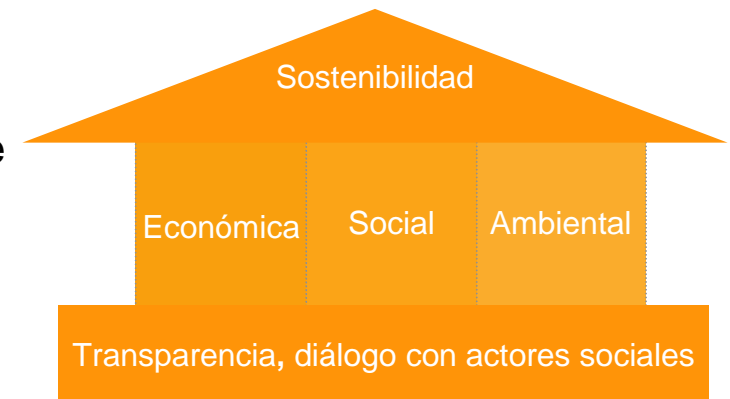 Sostenibilidad
e
Económica Social Ambiental
Transparencia, diálogo con actores sociales